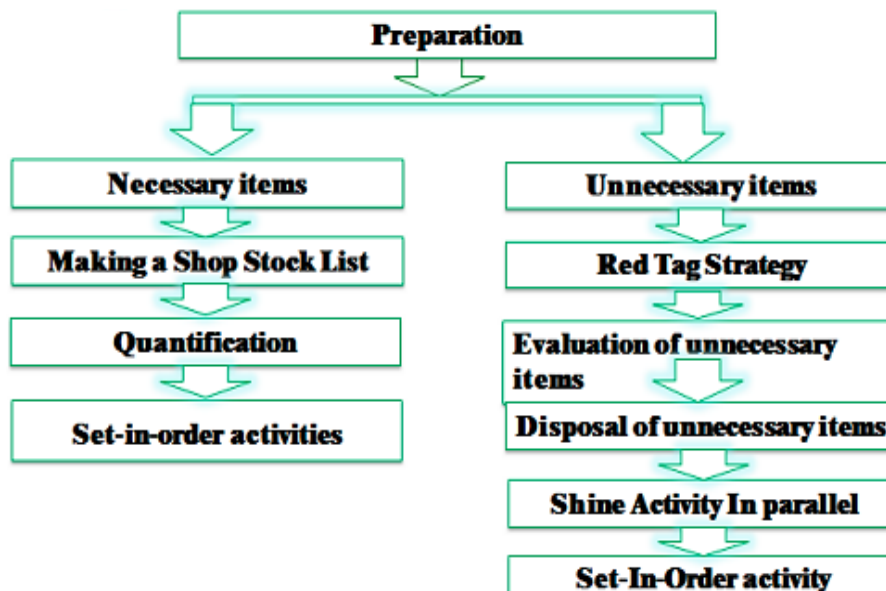 Preparation
Necessary items
Making a Shop Stock List
Quantification
Set-in-order activities
Unnecessary items
Red Tag Strategy
Evaluation of unnecessary
items
Disposal of unnecessary items
Shine Activity In parallel
Set-In-Order activity